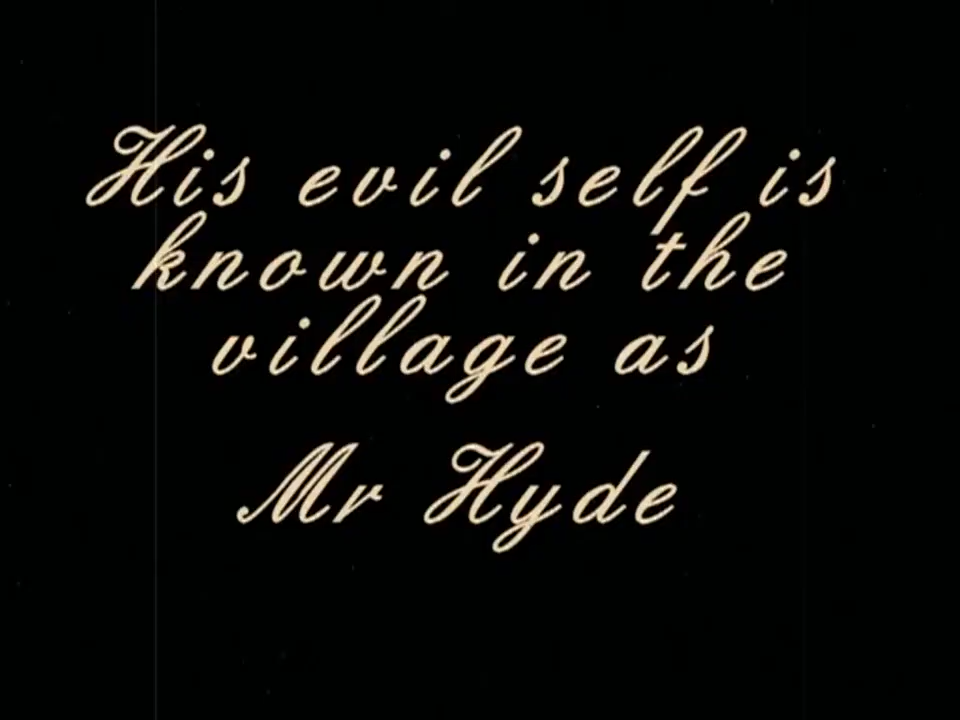 His evil self is
known in the
village as
Mr Hyde